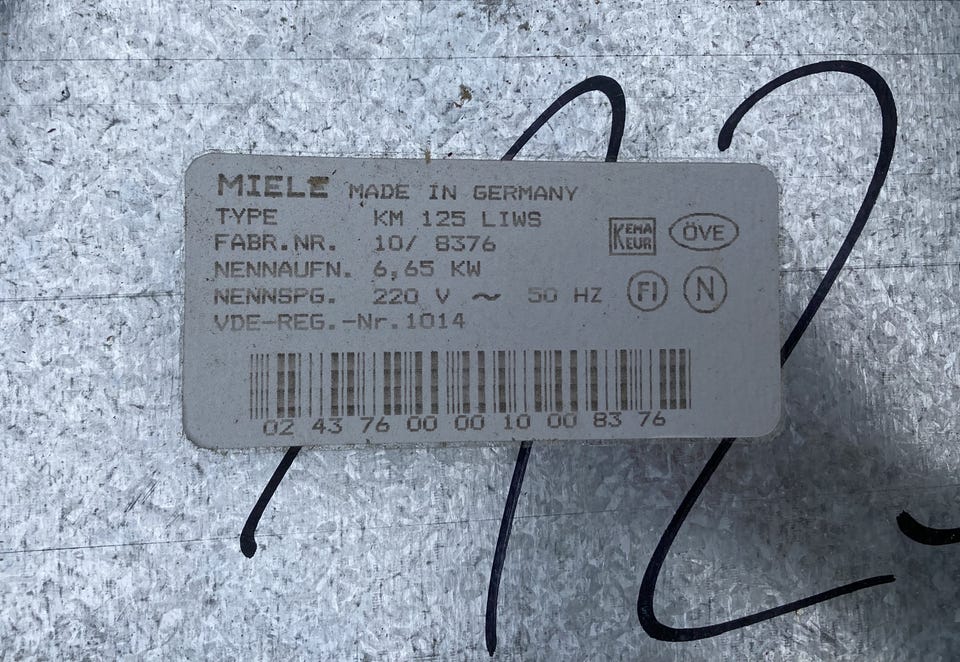 MIELE MADE IN GERMANY
TYPE KM 125 LIWS
FABR.NR. 10/ 8376
NENNAUFN. 6,65 KW
NENNSPG. 220 V ~ 50 HZ
VDE-REG.-Nr.1014
KEMA
EUR
ÖVE
FI
N
02 43 76 00 00 10 00 83 76
12